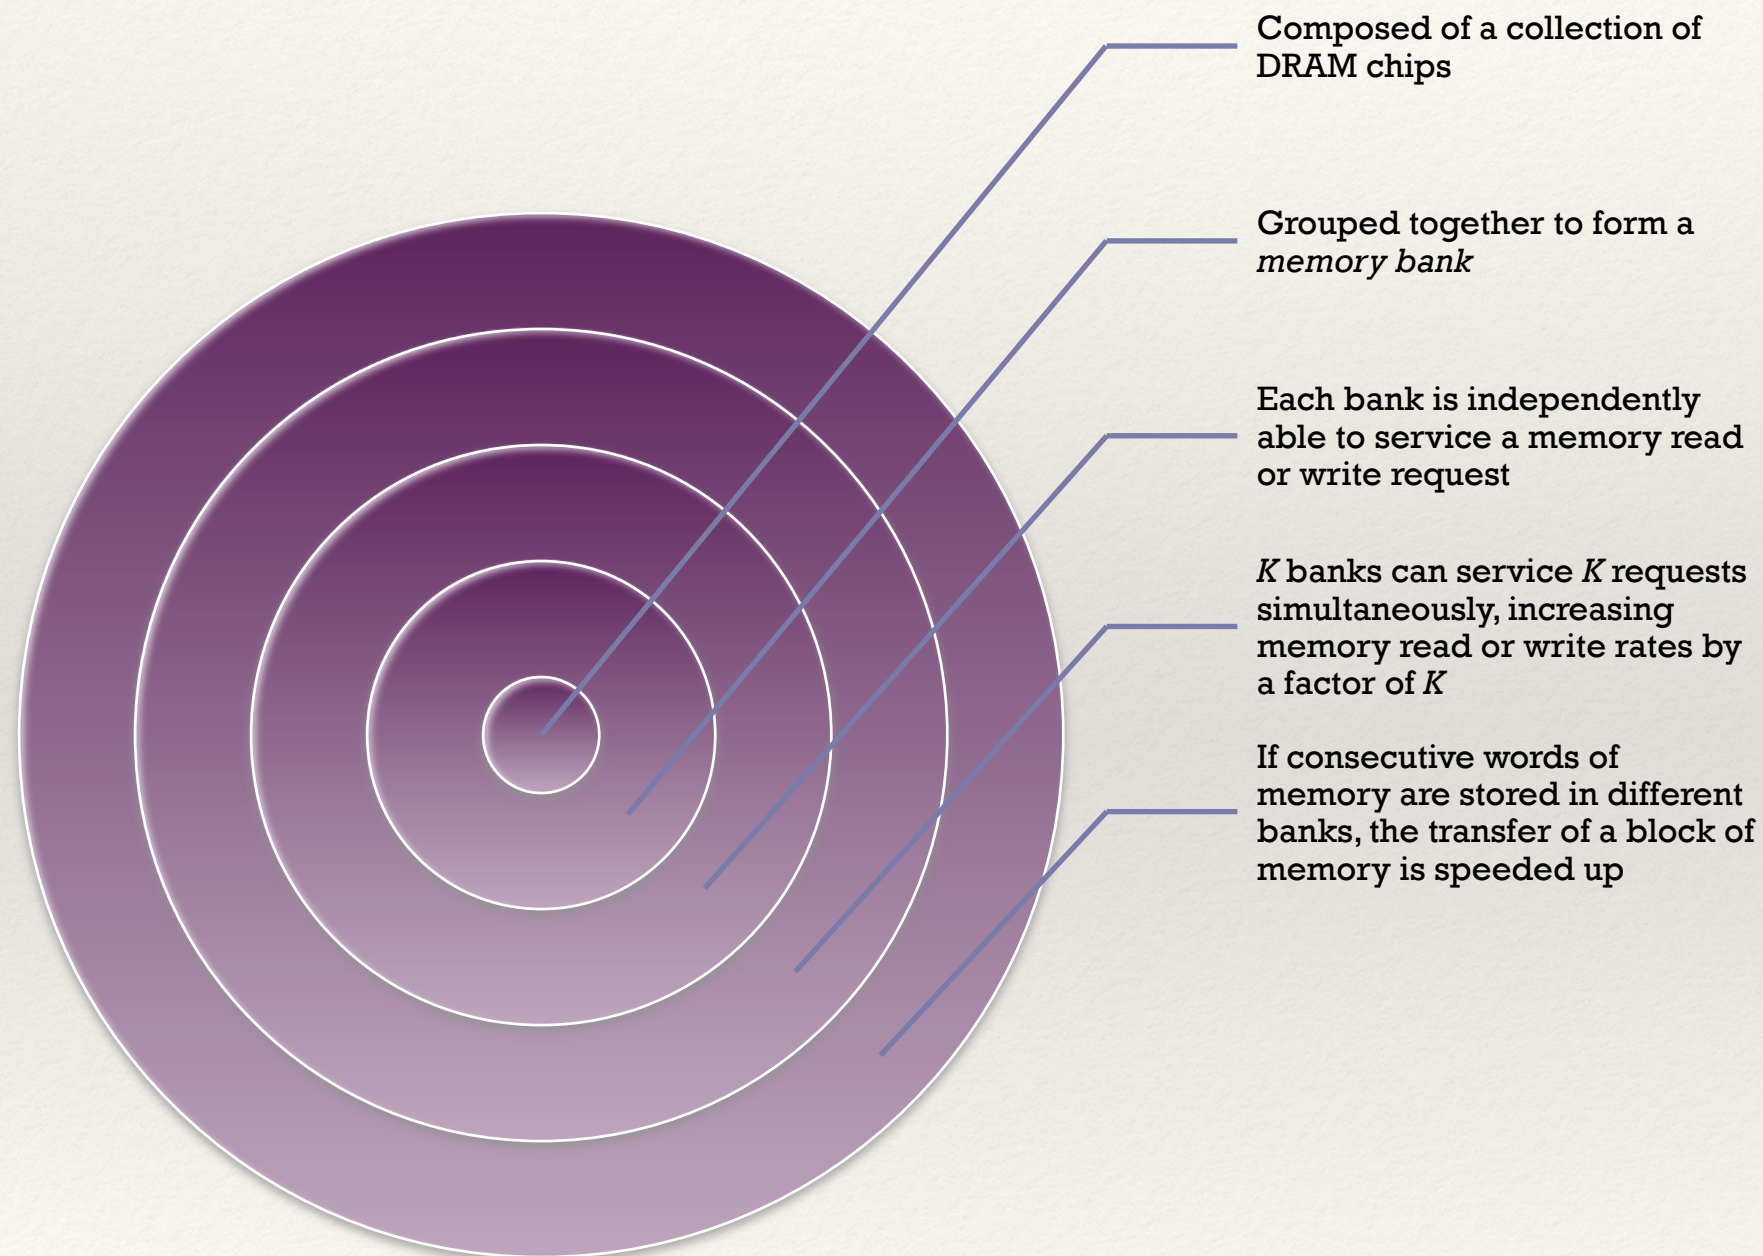 Composed of a collection of
DRAM chips
Grouped together to form a
memory bank
Each bank is independently
able to service a memory read
or write request
K banks can service K requests
simultaneously, increasing
memory read or write rates by
a factor of K
If consecutive words of
memory are stored in different
banks, the transfer of a block of
memory is speeded up